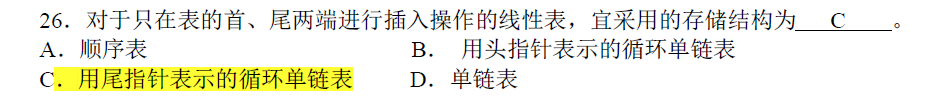 26．对于只在表的首、尾两端进行插入操作的线性表，宜采用的存储结构为 C 。
A．顺序表 B． 用头指针表示的循环单链表
C．用尾指针表示的循环单链表 D．单链表